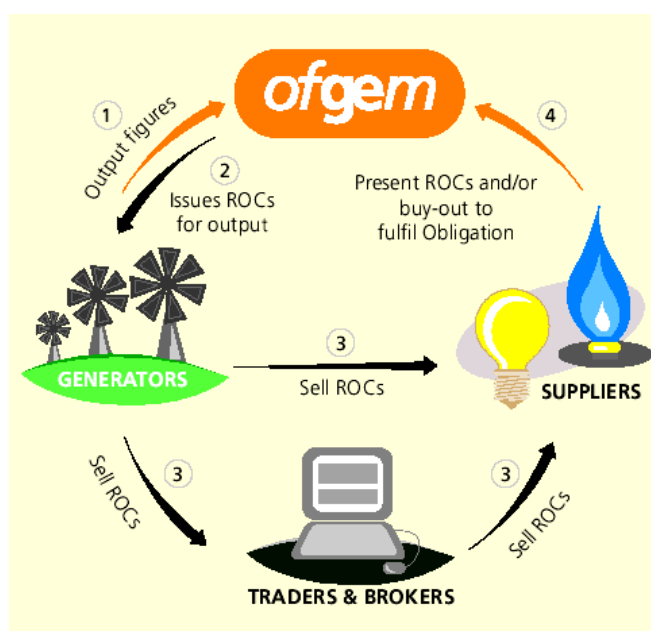 ofgem
1
Output figures
2
Issues ROCs
for output
4
Present ROCs and/or
buy-out to
fulfil Obligation
GENERATORS
3
Sell ROCs
SUPPLIERS
Sell ROCs
3
3
Sell ROCs
TRADERS & BROKERS